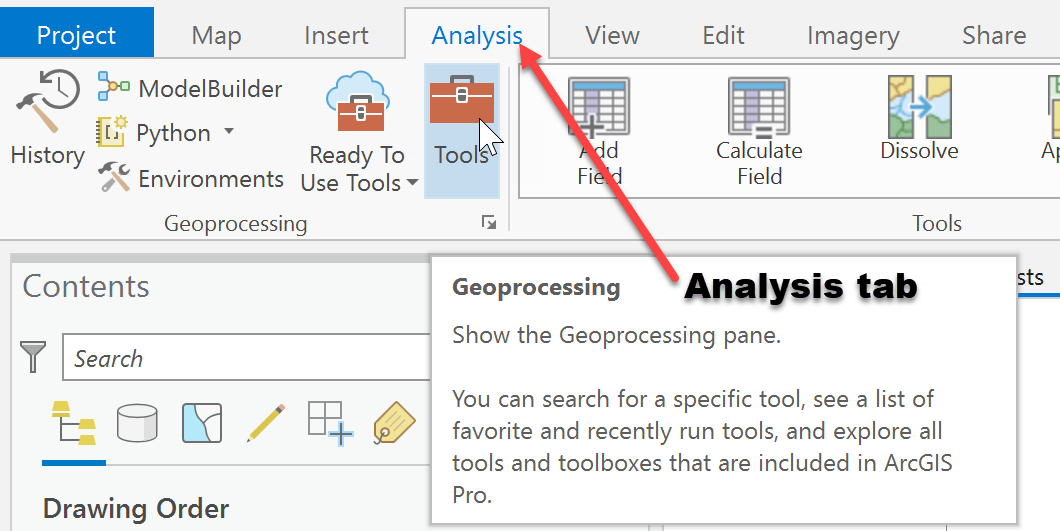 Project Map Insert Analysis View Edit Imagery Share
History
ModelBuilder
Python
Environments
Ready To
Use Tools
Tools
Add
Field
Calculate
Field
Dissolve
Geoprocessing
Tools
Contents
Search
Drawing Order
Geoprocessing
Show the Geoprocessing pane.
You can search for a specific tool, see a list of
favorite and recently run tools, and explore all
tools and toolboxes that are included in ArcGIS
Pro.
Analysis tab